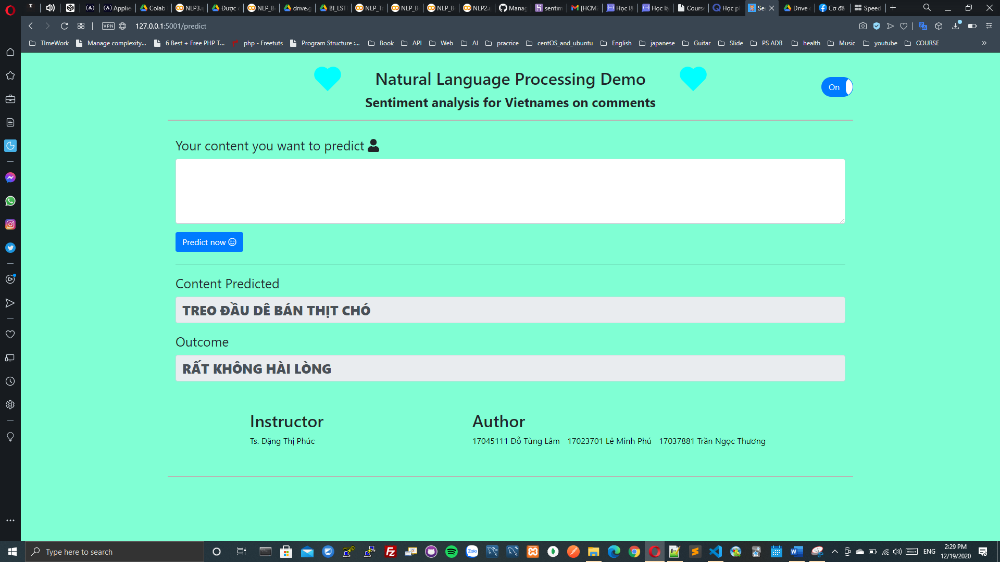 Applie
Colab
NLP3.i
Được
NLP_B
drive.g
BI_LST
NLP_To
NLP_B
NLP_B
NLP2.i
Manag
sentim
M [HCM
Học lậ
Học lậ
Course
Học p
Se
Drive
Cơ đã
Speed
VPN
127.0.0.1:5001/predict
TImeWork
Manage complexity...
6 Best + Free PHP T...
php - Freetuts
Program Structure :...
Book
API
Web
AI
pracrice
centOS_and_ubuntu
English
japanese
Guitar
Slide
PS ADB
health
Music
youtube
COURSE
Natural Language Processing Demo
On
Sentiment analysis for Vietnames on comments
Your content you want to predict
Predict now
Content Predicted
TREO ĐẦU DÊ BÁN THỊT CHÓ
Outcome
RẤT KHÔNG HÀI LÒNG
Instructor
Ts. Đặng Thị Phúc
Author
17045111 Đỗ Tùng Lâm 17023701 Lê Minh Phú 17037881 Trần Ngọc Thương
Type here to search
Zalo
ENG
2:29 PM
12/19/2020